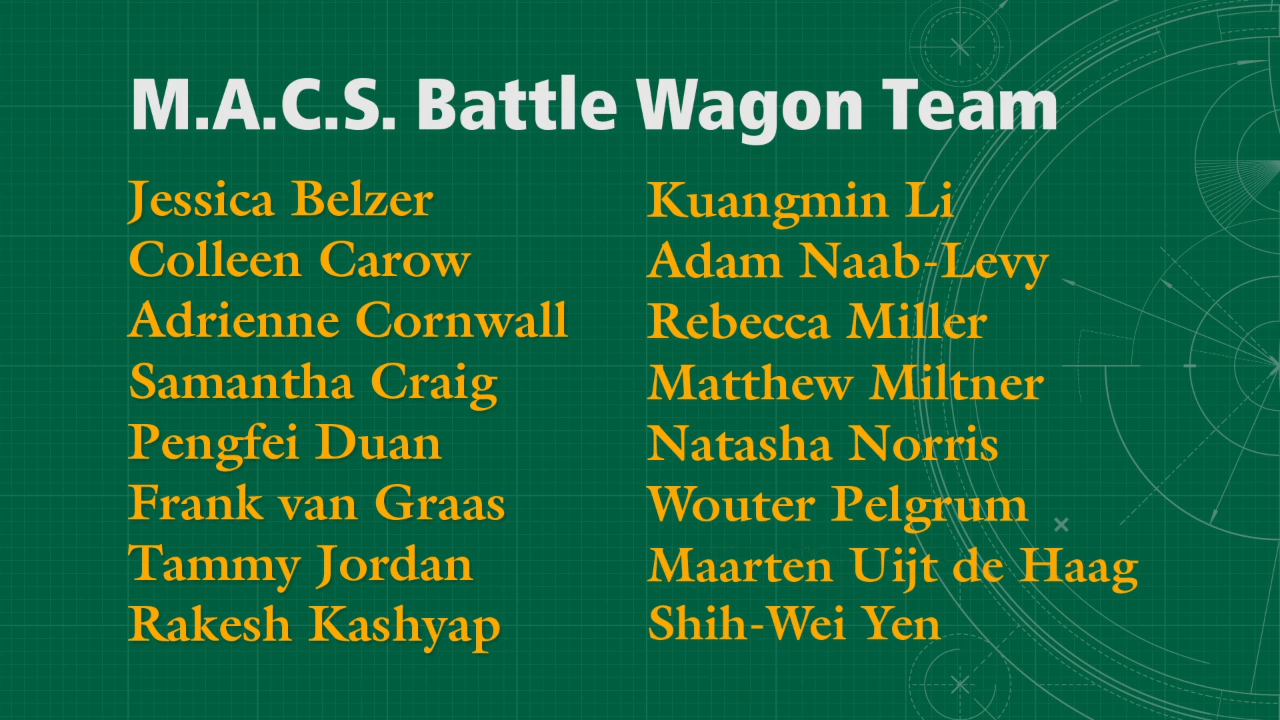 M.A.C.S. Battle Wagon Team
Jessica Belzer
Colleen Carow
Adrienne Cornwall
Samantha Craig
Pengfei Duan
Frank van Graas
Tammy Jordan
Rakesh Kashyap
Kuangmin Li
Adam Naab-Levy
Rebecca Miller
Matthew Miltner
Natasha Norris
Wouter Pelgrum
Maarten Uijt de Haag
Shih-Wei Yen